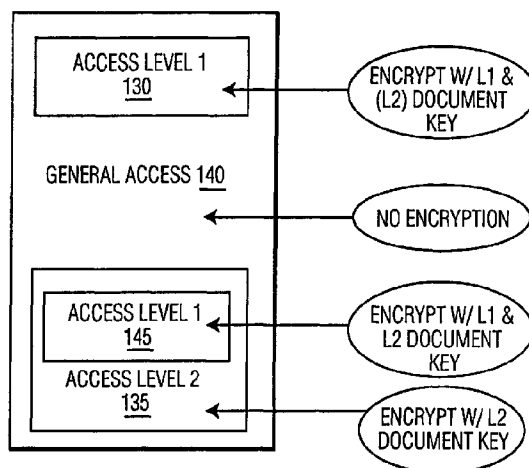 ACCESS LEVEL 1
130
ENCRYPT W/ L1 &
(L2) DOCUMENT
KEY
GENERAL ACCESS 140
NO ENCRYPTION
ACCESS LEVEL 1
145
ENCRYPT W/ L1 &
L2 DOCUMENT
KEY
ACCESS LEVEL 2
135
ENCRYPT W/ L2
DOCUMENT KEY